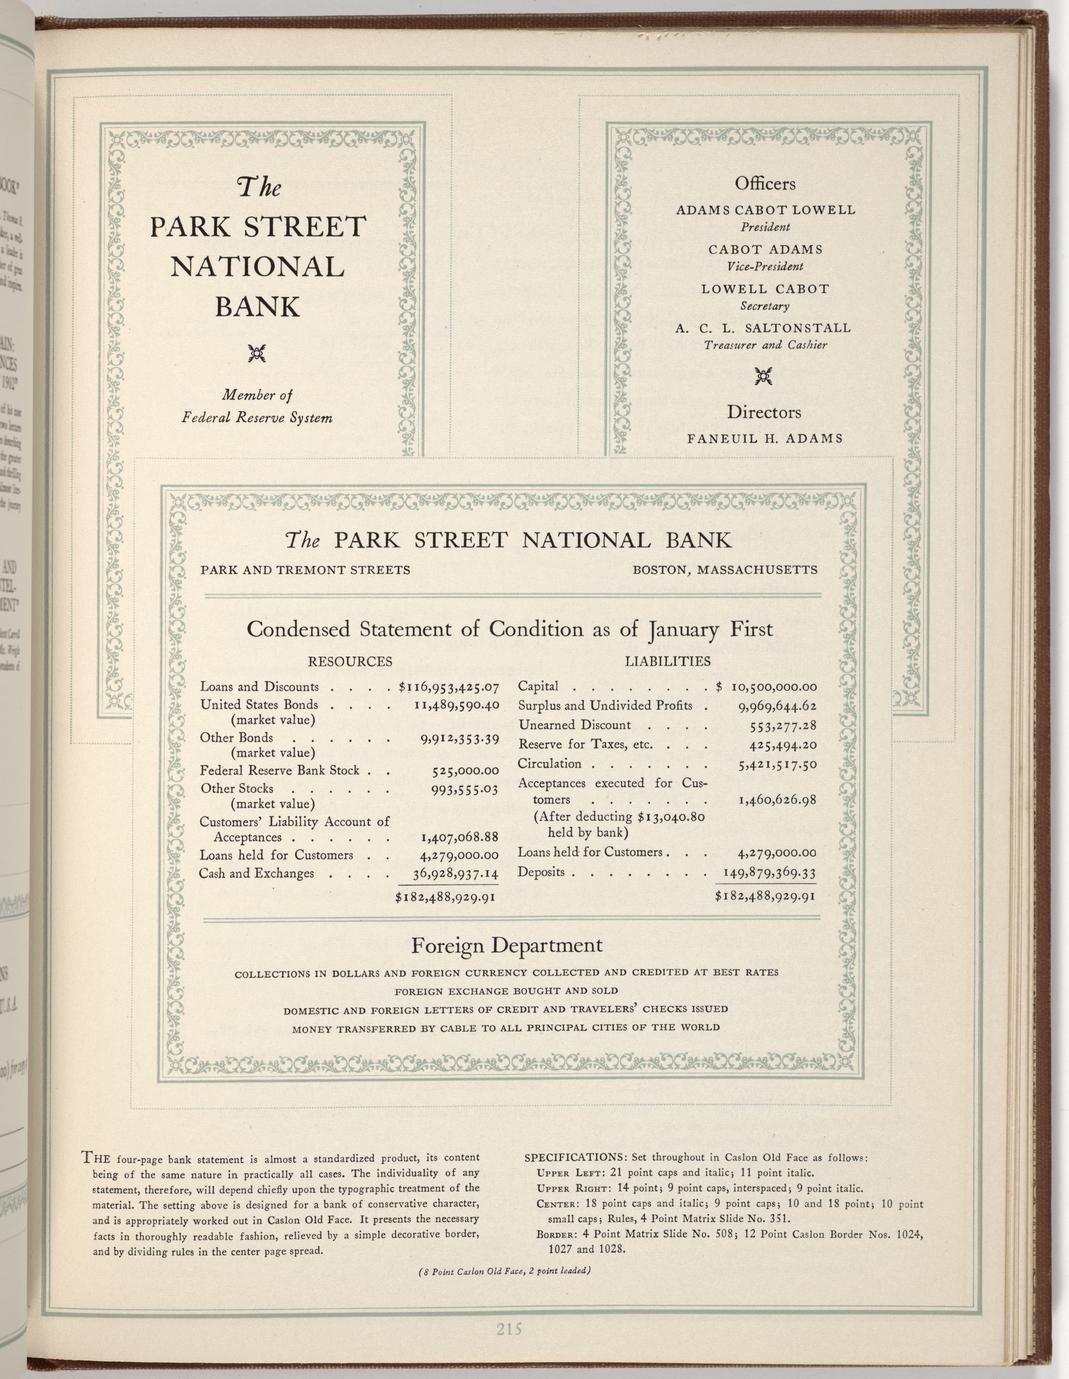 The
PARK STREET
NATIONAL
BANK
Member of
Federal Reserve System
Officers
ADAMS CABOT LOWELL
President
CABOT ADAMS
Vice-President
LOWELL CABOT
Secretary
A. C. L. SALTONSTALL
Treasurer and Cashier
Directors
FANEUIL H. ADAMS
The PARK STREET NATIONAL BANK
PARK AND TREMONT STREETS BOSTON, MASSACHUSETTS
Condensed Statement of Condition as of January First
RESOURCES
Loans and Discounts . . . . $116,953,425.07
United States Bonds . . . . 11,489,590.40
(market value)
Other Bonds . . . . . . 9,912,353.39
(market value)
Federal Reserve Bank Stock . . 525,000.00
Other Stocks . . . . . . 993,555.03
(market value)
Customers' Liability Account of
Acceptances . . . . . . 1,407,068.88
Loans held for Customers . . 4,279,000.00
Cash and Exchanges . . . . 36,928,937.14
$182,488,929.91
LIABILITIES
Capital . . . . . . . . $ 10,500,000.00
Surplus and Undivided Profits . 9,969,644.62
Unearned Discount . . . . 553,277.28
Reserve for Taxes, etc. . . . 425,494.20
Circulation . . . . . . . 5,421,517.50
Acceptances executed for Cus-
tomers . . . . . . . 1,460,626.98
(After deducting $13,040.80
held by bank)
Loans held for Customers . . . 4,279,000.00
Deposits . . . . . . . . 149,879,369.33
$182,488,929.91
Foreign Department
COLLECTIONS IN DOLLARS AND FOREIGN CURRENCY COLLECTED AND CREDITED AT BEST RATES
FOREIGN EXCHANGE BOUGHT AND SOLD
DOMESTIC AND FOREIGN LETTERS OF CREDIT AND TRAVELERS' CHECKS ISSUED
MONEY TRANSFERRED BY CABLE TO ALL PRINCIPAL CITIES OF THE WORLD
THE four-page bank statement is almost a standardized product, its content
being of the same nature in practically all cases. The individuality of any
statement, therefore, will depend chiefly upon the typographic treatment of the
material. The setting above is designed for a bank of conservative character,
and is appropriately worked out in Caslon Old Face. It presents the necessary
facts in thoroughly readable fashion, relieved by a simple decorative border,
and by dividing rules in the center page spread.
SPECIFICATIONS: Set throughout in Caslon Old Face as follows:
UPPER LEFT: 21 point caps and italic; 11 point italic.
UPPER RIGHT: 14 point; 9 point caps, interspaced; 9 point italic.
CENTER: 18 point caps and italic; 9 point caps; 10 and 18 point; 10 point
small caps; Rules, 4 Point Matrix Slide No. 351.
BORDER: 4 Point Matrix Slide No. 508; 12 Point Caslon Border Nos. 1024,
1027 and 1028.
(8 Point Caslon Old Face, 2 point leaded)
215